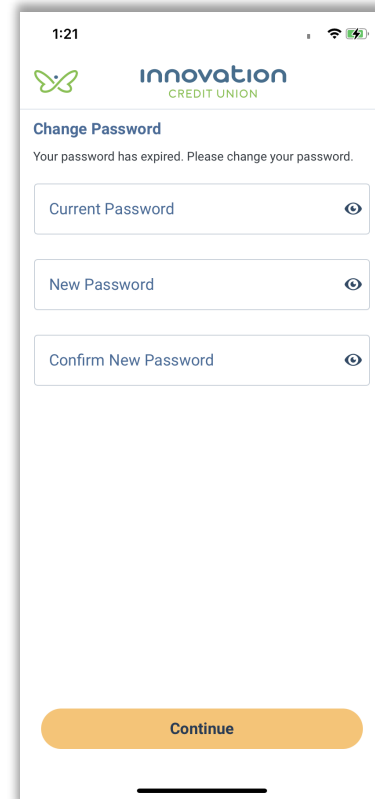 1:21
Innovation
CREDIT UNION
Change Password
Your password has expired. Please change your password.
Current Password
New Password
Confirm New Password
Continue